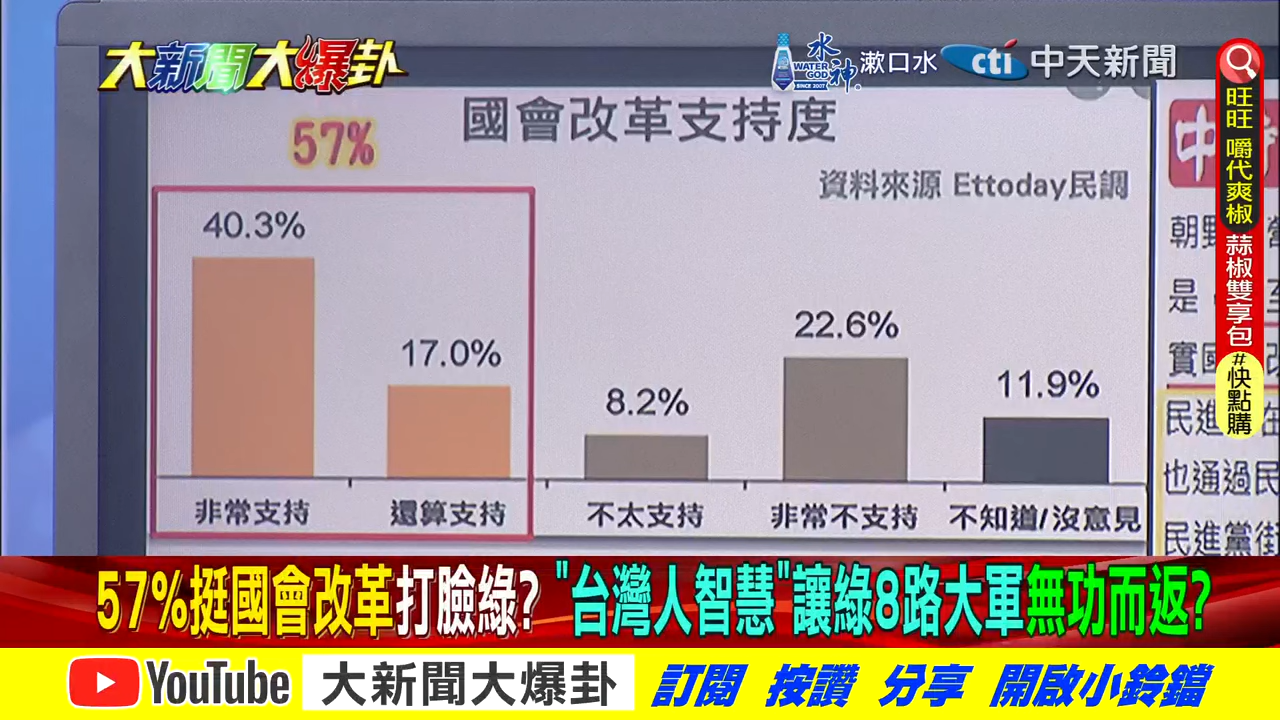 大新聞大爆卦
水神
WATER GOD
SINCE 2007
漱口水
cti 中天新聞
旺旺 嚼代爽椒 蒜椒雙享包 #快點購
國會改革支持度
57%
資料來源 Ettoday民調
40.3%
17.0%
8.2%
22.6%
11.9%
非常支持
還算支持
不太支持
非常不支持
不知道/沒意見
朝野
是
實國
民進
也通過民
民進黨街
57%挺國會改革打臉綠? "台灣人智慧"讓綠8路大軍無功而返?
YouTube 大新聞大爆卦 訂閱 按讚 分享 開啟小鈴鐺